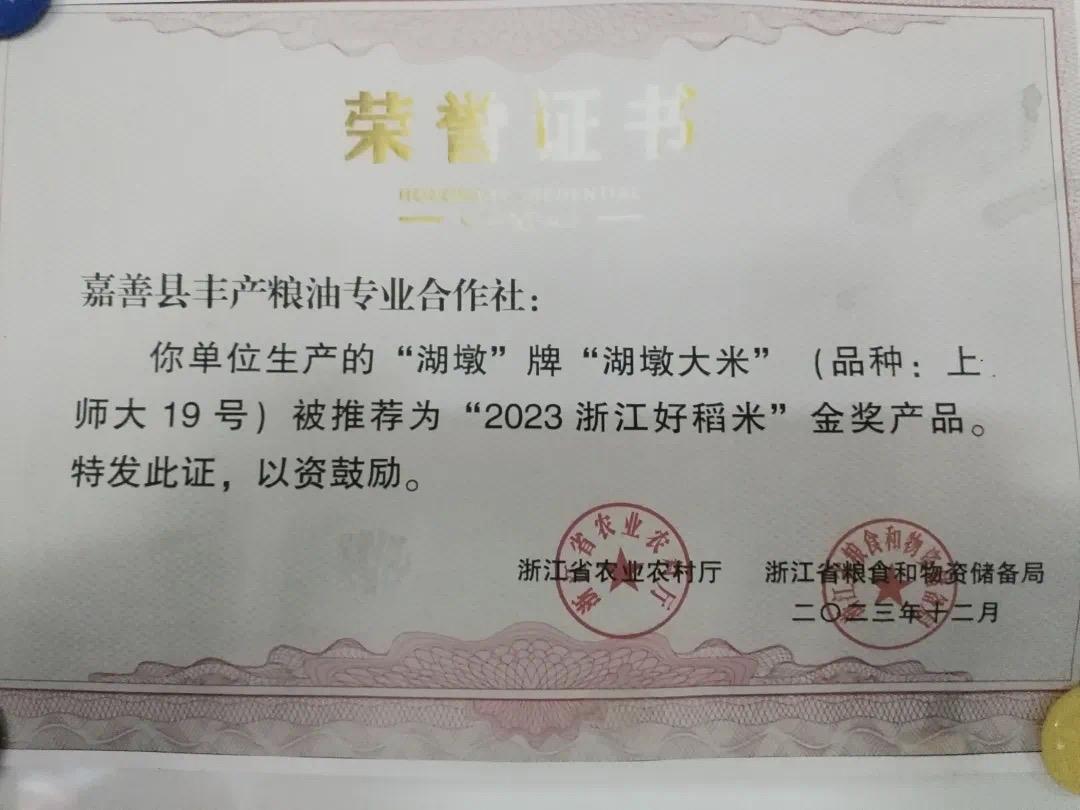 荣誉证书
嘉善县丰产粮油专业合作社：
你单位生产的“湖墩”牌“湖墩大米”（品种：上
师大 19 号）被推荐为“2023 浙江好稻米”金奖产品。
特发此证，以资鼓励。
浙江省农业农村厅 浙江省粮食和物资储备局
二〇二三年十二月